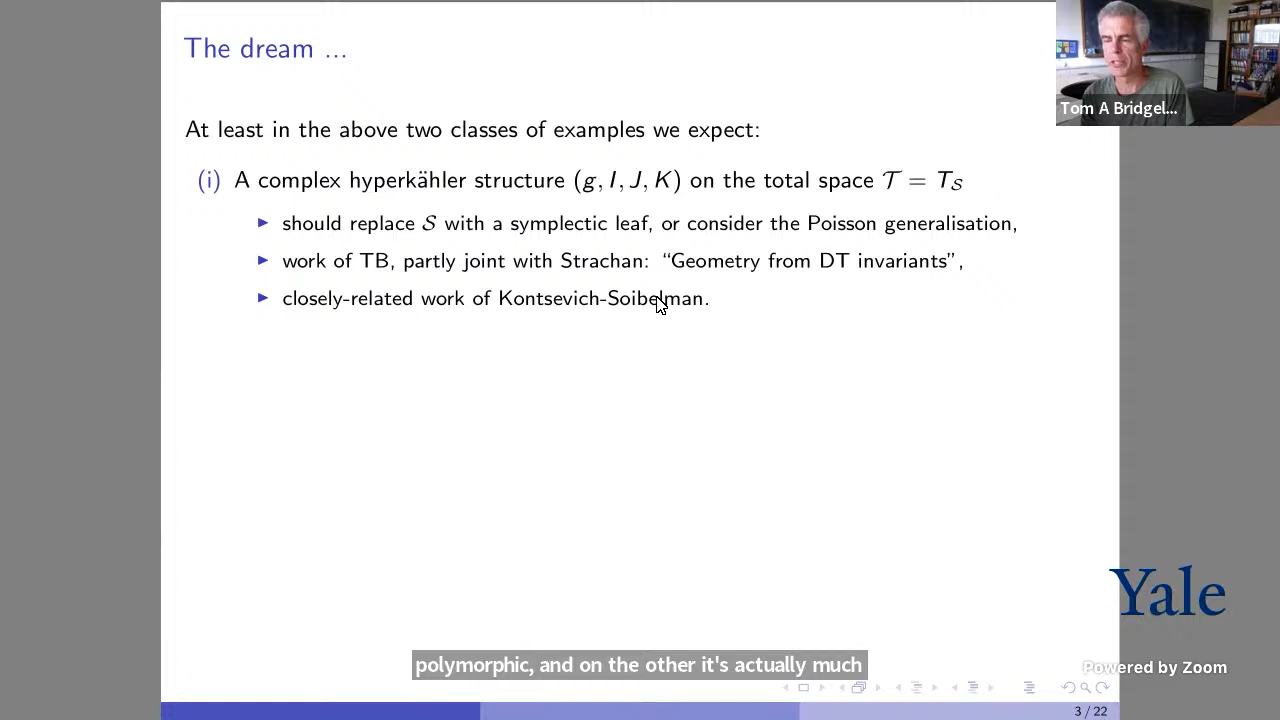 The dream ...
Tom A Bridgel...
At least in the above two classes of examples we expect:
(i) A complex hyperkähler structure (g, I, J, K) on the total space 𝒯 = T_𝒮
▶ should replace 𝒮 with a symplectic leaf, or consider the Poisson generalisation,
▶ work of TB, partly joint with Strachan: “Geometry from DT invariants”,
▶ closely-related work of Kontsevich-Soibelman.
Yale
polymorphic, and on the other it's actually much
Powered by Zoom
3 / 22